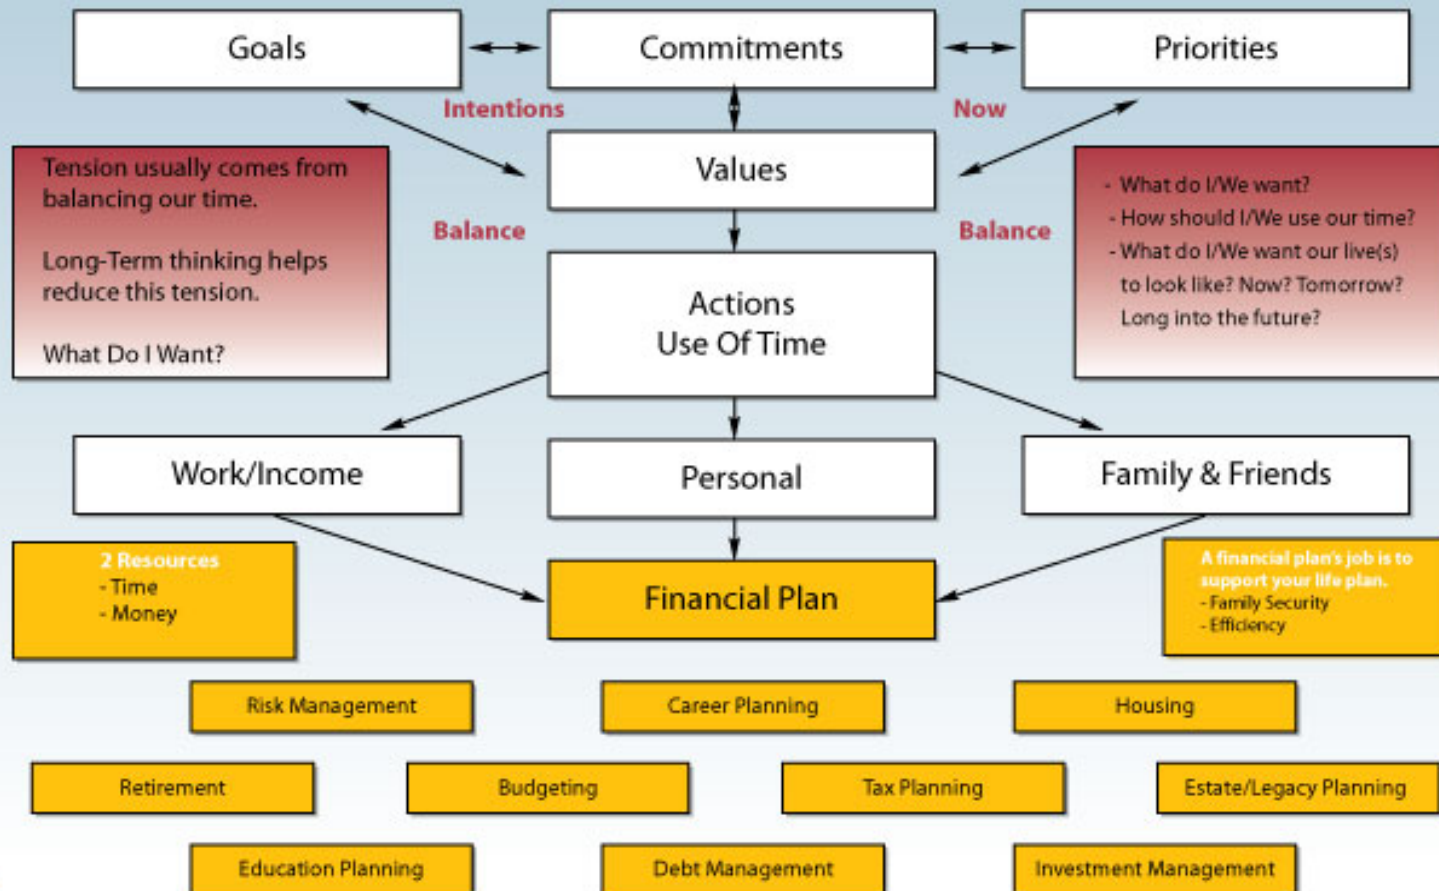 Goals
Commitments
Priorities
Intentions
Now
Values
Tension usually comes from
balancing our time.
Long-Term thinking helps
reduce this tension.
What Do I Want?
- What do I/We want?
- How should I/We use our time?
- What do I/We want our live(s)
to look like? Now? Tomorrow?
Long into the future?
Balance
Balance
Actions
Use Of Time
Work/Income
Personal
Family & Friends
2 Resources
- Time
- Money
Financial Plan
A financial plan's job is to
support your life plan.
- Family Security
- Efficiency
Risk Management
Career Planning
Housing
Retirement
Budgeting
Tax Planning
Estate/Legacy Planning
Education Planning
Debt Management
Investment Management